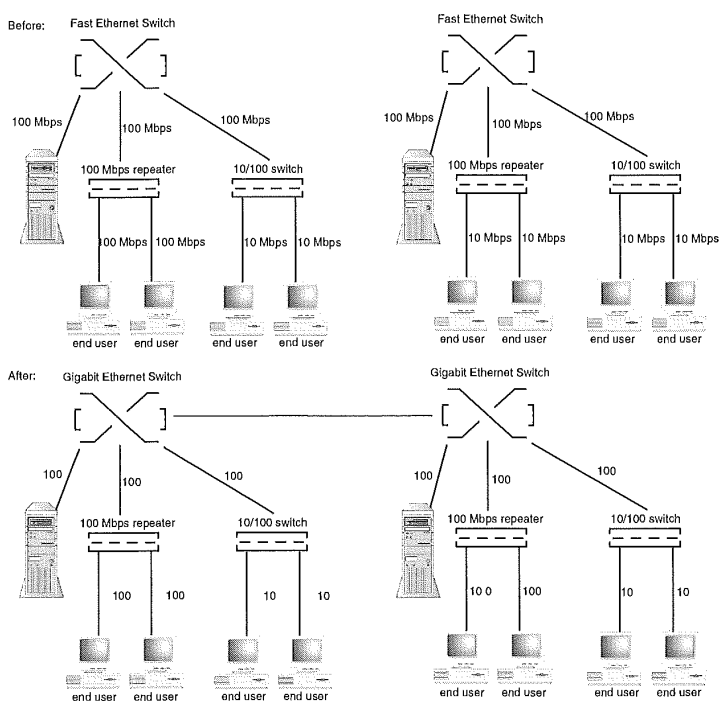 Before:
Fast Ethernet Switch
Fast Ethernet Switch
100 Mbps
100 Mbps
100 Mbps
100 Mbps
100 Mbps
100 Mbps
100 Mbps repeater
10/100 switch
100 Mbps repeater
10/100 switch
100 Mbps
100 Mbps
10 Mbps
10 Mbps
10 Mbps
10 Mbps
10 Mbps
10 Mbps
end user
end user
end user
end user
end user
end user
end user
end user
After:
Gigabit Ethernet Switch
Gigabit Ethernet Switch
100
100
100
100
100
100
100 Mbps repeater
10/100 switch
100 Mbps repeater
10/100 switch
100
100
10
10
10 0
100
10
10
end user
end user
end user
end user
end user
end user
end user
end user